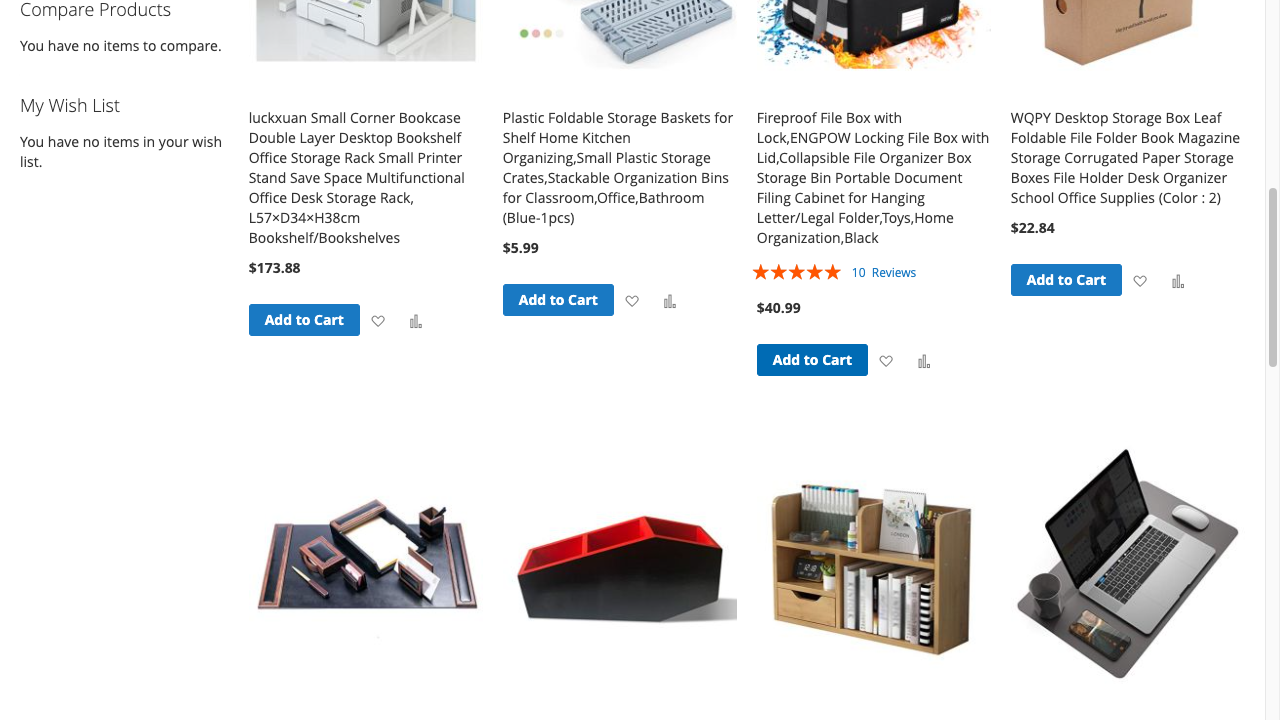 Compare Products
You have no items to compare.
My Wish List
You have no items in your wish
list.
luckxuan Small Corner Bookcase
Double Layer Desktop Bookshelf
Office Storage Rack Small Printer
Stand Save Space Multifunctional
Office Desk Storage Rack,
L57×D34×H38cm
Bookshelf/Bookshelves
$173.88
Add to Cart
Plastic Foldable Storage Baskets for
Shelf Home Kitchen
Organizing,Small Plastic Storage
Crates,Stackable Organization Bins
for Classroom,Office,Bathroom
(Blue-1pcs)
$5.99
Add to Cart
Fireproof File Box with
Lock,ENGPOW Locking File Box with
Lid,Collapsible File Organizer Box
Storage Bin Portable Document
Filing Cabinet for Hanging
Letter/Legal Folder,Toys,Home
Organization,Black
10 Reviews
$40.99
Add to Cart
WQPY Desktop Storage Box Leaf
Foldable File Folder Book Magazine
Storage Corrugated Paper Storage
Boxes File Holder Desk Organizer
School Office Supplies (Color : 2)
$22.84
Add to Cart
LONDON